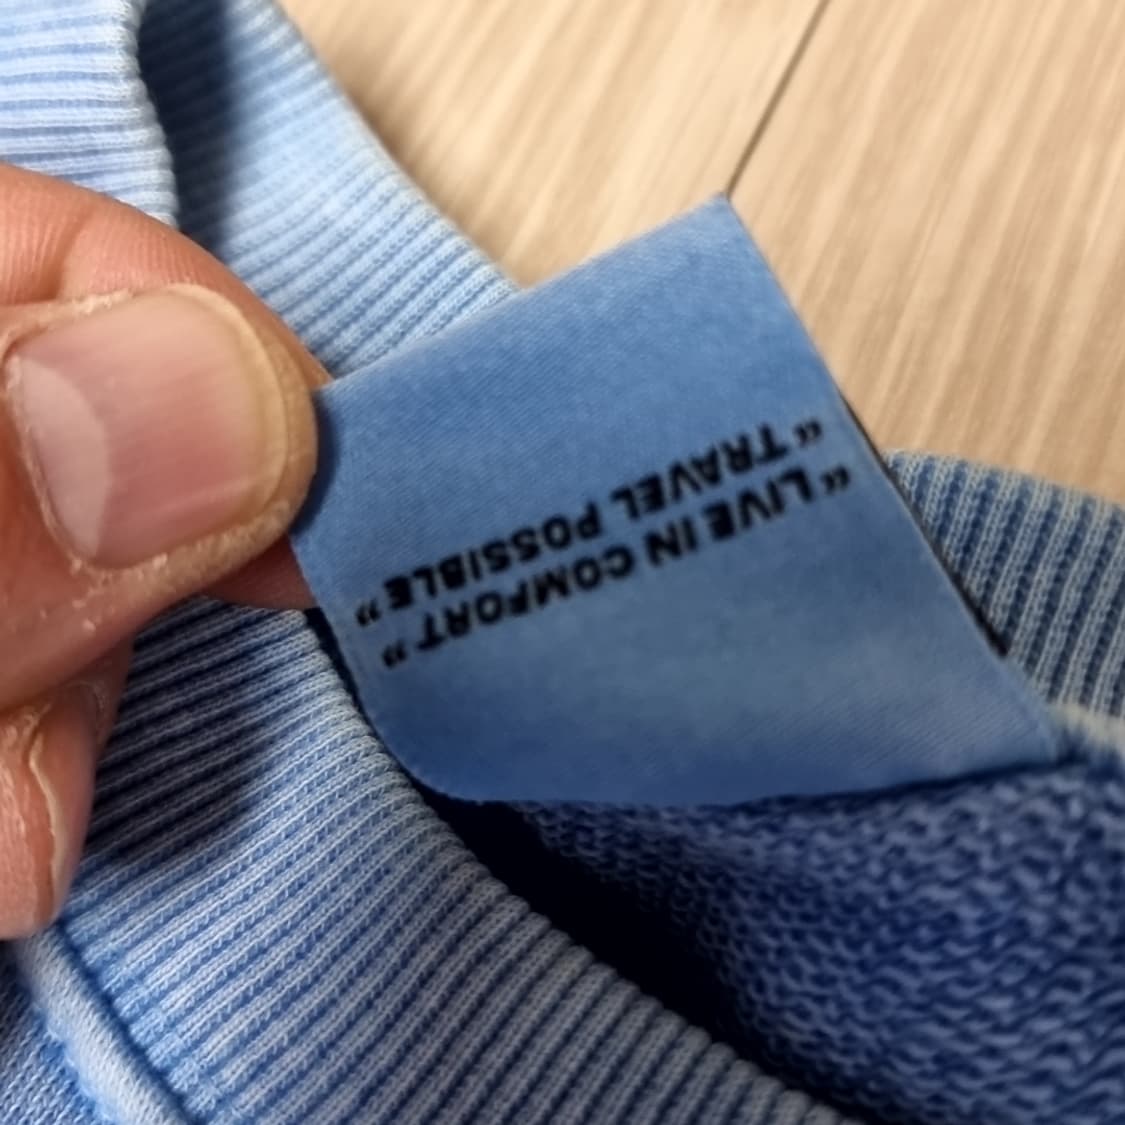 “LIVE IN COMFORT”
“TRAVEL POSSIBLE”